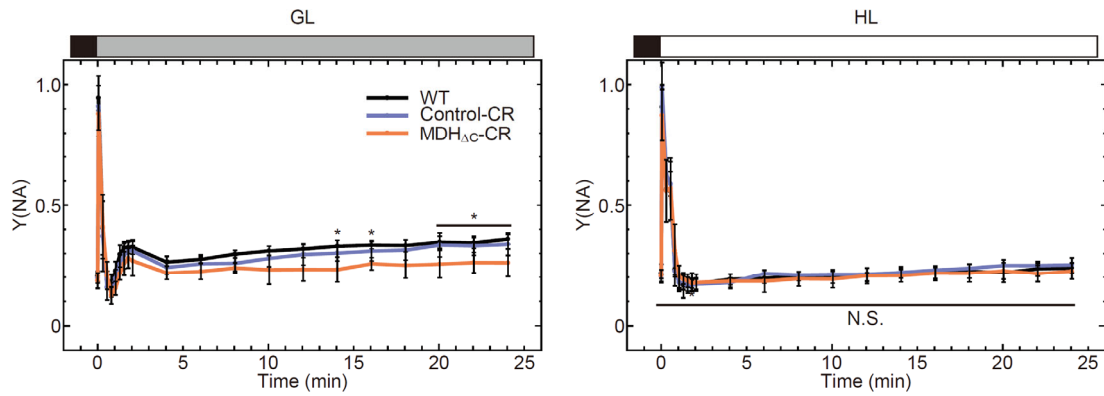 GL
1.0
0.5
0
Y(NA)
WT
Control-CR
MDHΔC-CR
* * *
0 5 10 15 20 25
Time (min)
HL
1.0
0.5
0
Y(NA)
*
N.S.
0 5 10 15 20 25
Time (min)